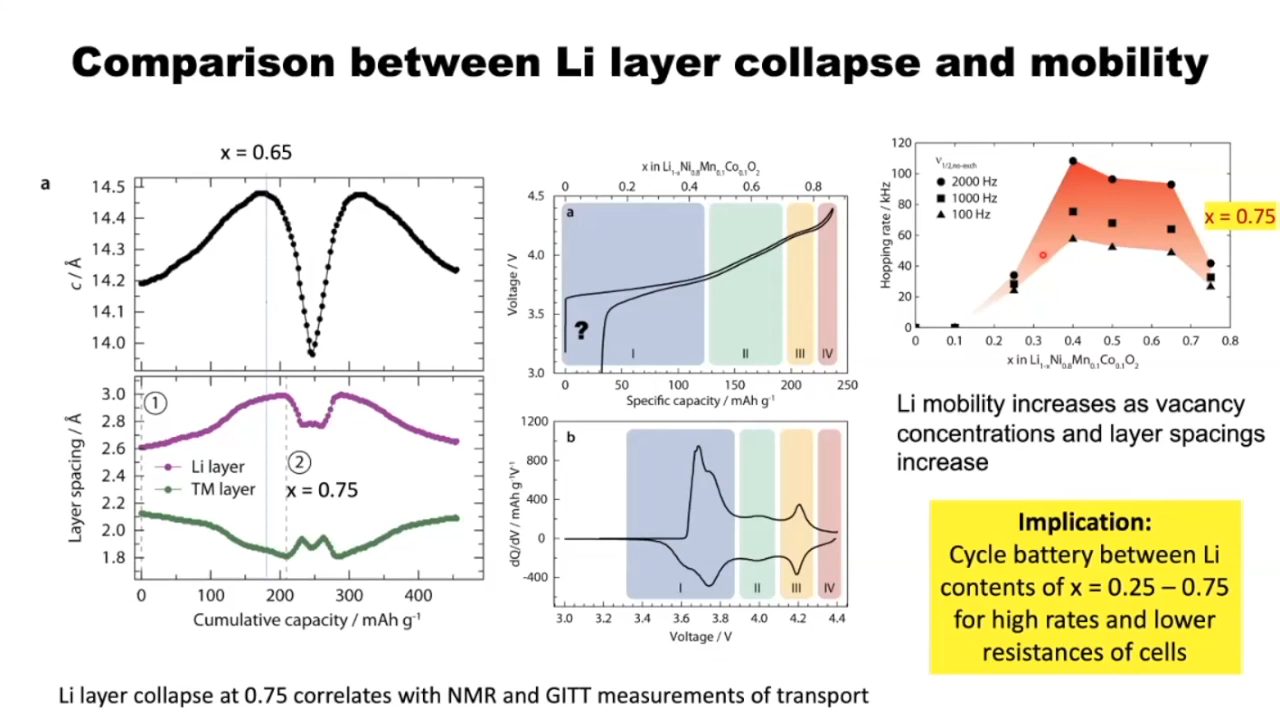 Comparison between Li layer collapse and mobility
x = 0.65
a
14.5
14.4
14.3
14.2
14.1
14.0
c / Å
3.0
2.8
2.6
2.4
2.2
2.0
1.8
Layer spacing / Å
①
Li layer
TM layer
②
x = 0.75
0 100 200 300 400
Cumulative capacity / mAh g⁻¹
x in Li₁₋ₓNi₀.₈Mn₀.₁Co₀.₁O₂
0 0.2 0.4 0.6 0.8
a
4.5
4.0
3.5
3.0
Voltage / V
?
I II III IV
0 50 100 150 200 250
Specific capacity / mAh g⁻¹
b
1200
800
400
0
-400
dQ/dV / mAh g⁻¹V⁻¹
I II III IV
3.0 3.2 3.4 3.6 3.8 4.0 4.2 4.4
Voltage / V
120
100
80
60
40
20
0
Hopping rate / kHz
2000 Hz
1000 Hz
100 Hz
x = 0.75
0 0.1 0.2 0.3 0.4 0.5 0.6 0.7 0.8
x in Li₁₋ₓNi₀.₈Mn₀.₁Co₀.₁O₂
Li mobility increases as vacancy
concentrations and layer spacings
increase
Implication:
Cycle battery between Li
contents of x = 0.25 – 0.75
for high rates and lower
resistances of cells
Li layer collapse at 0.75 correlates with NMR and GITT measurements of transport